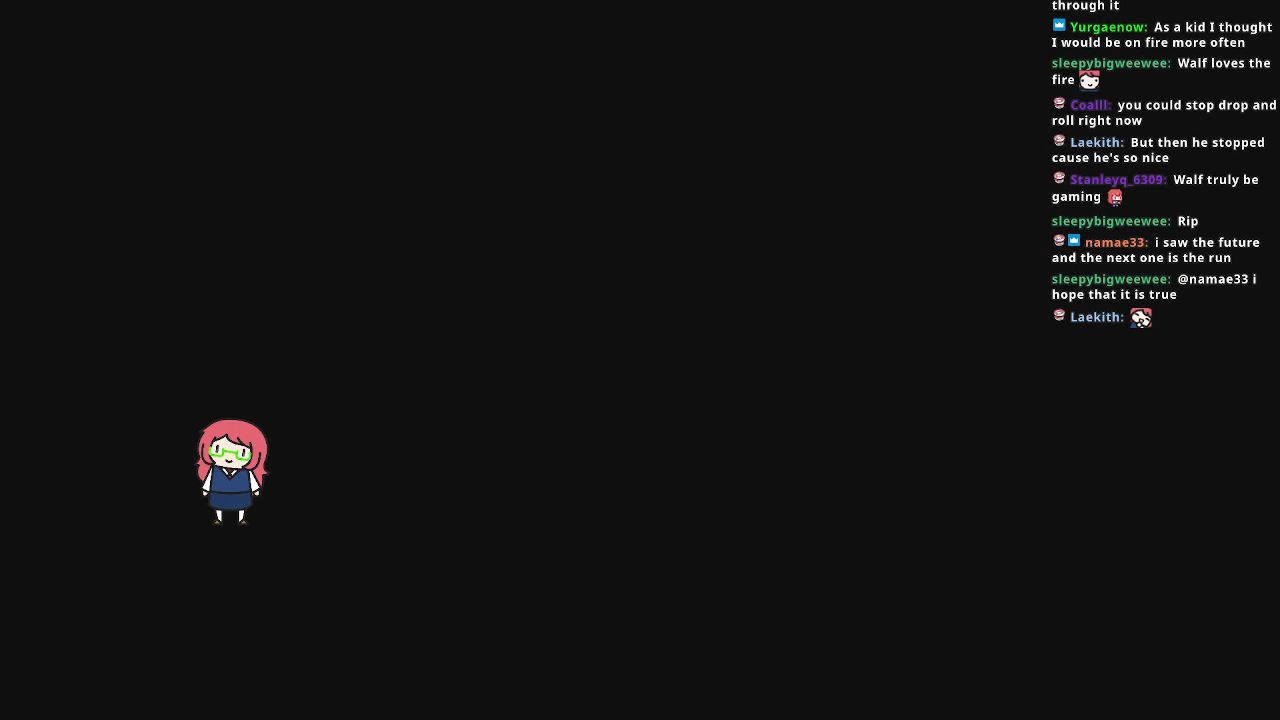 through it
Yurgaenow: As a kid I thought
I would be on fire more often
sleepybigweewee: Walf loves the
fire
Coalll: you could stop drop and
roll right now
Laekith: But then he stopped
cause he's so nice
Stanleyq_6309: Walf truly be
gaming
sleepybigweewee: Rip
namae33: i saw the future
and the next one is the run
sleepybigweewee: @namae33 i
hope that it is true
Laekith: